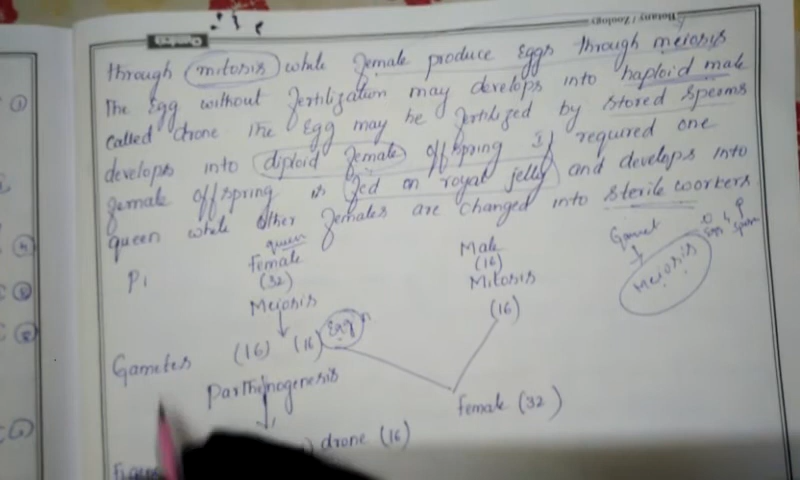 Botany / Zoology
through mitosis while female produce Eggs through meiosis
The Egg without fertilization may develops into haploid male
called drone The Egg may be fertilized by stored sperms
develops into diploid female offspring If required one
female offspring is fed on royal jelly and develops into
queen while other females are changed into sterile workers
queen
P1 Female Male
(32) (16)
Meiosis Mitosis
Gamet
Meiosis
(16)
Gametes (16) (16) Egg n
Parthinogenesis
female (32)
drone (16)